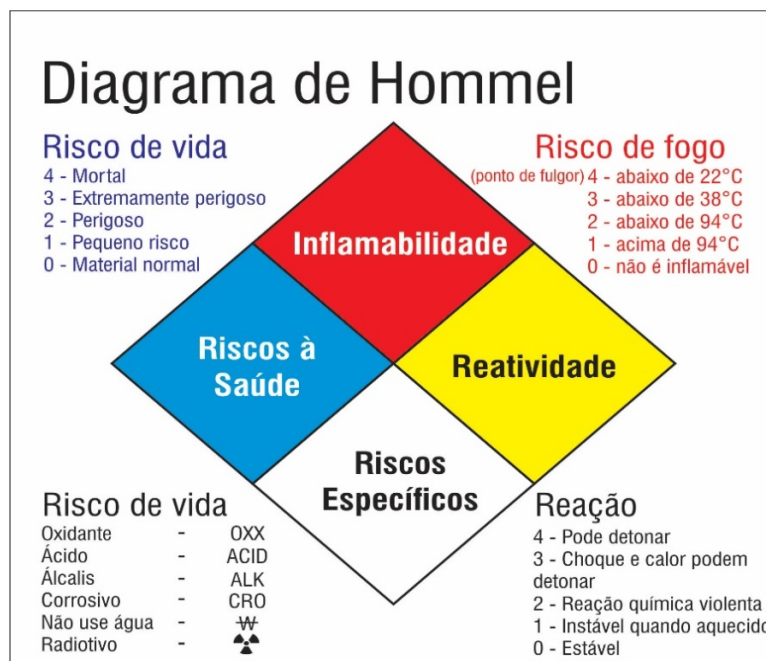 Diagrama de Hommel
Risco de vida
4 - Mortal
3 - Extremamente perigoso
2 - Perigoso
1 - Pequeno risco
0 - Material normal
Risco de fogo
(ponto de fulgor) 4 - abaixo de 22°C
3 - abaixo de 38°C
2 - abaixo de 94°C
1 - acima de 94°C
0 - não é inflamável
Inflamabilidade
Riscos à
Saúde
Reatividade
Riscos
Específicos
Risco de vida
Oxidante - OXX
Ácido - ACID
Álcalis - ALK
Corrosivo - CRO
Não use água - W
Radiotivo -
Reação
4 - Pode detonar
3 - Choque e calor podem
detonar
2 - Reação química violenta
1 - Instável quando aquecido
0 - Estável